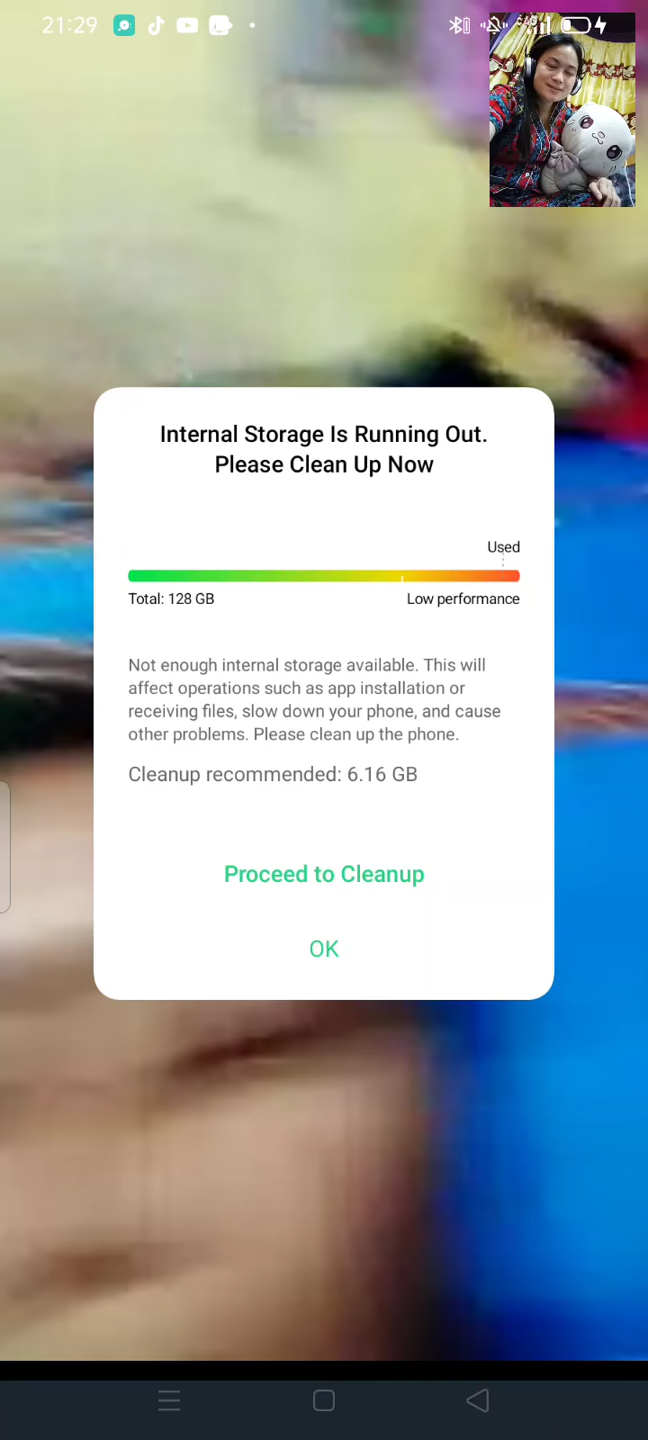 21:29
Internal Storage Is Running Out.
Please Clean Up Now
Used
Total: 128 GB
Low performance
Not enough internal storage available. This will
affect operations such as app installation or
receiving files, slow down your phone, and cause
other problems. Please clean up the phone.
Cleanup recommended: 6.16 GB
Proceed to Cleanup
OK